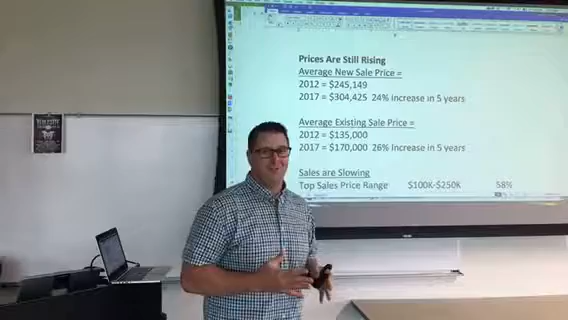 Prices Are Still Rising
Average New Sale Price =
2012 = $245,149
2017 = $304,425 24% increase in 5 years
Average Existing Sale Price =
2012 = $135,000
2017 = $170,000 26% Increase in 5 years
Sales are Slowing
Top Sales Price Range $100K-$250K 58%